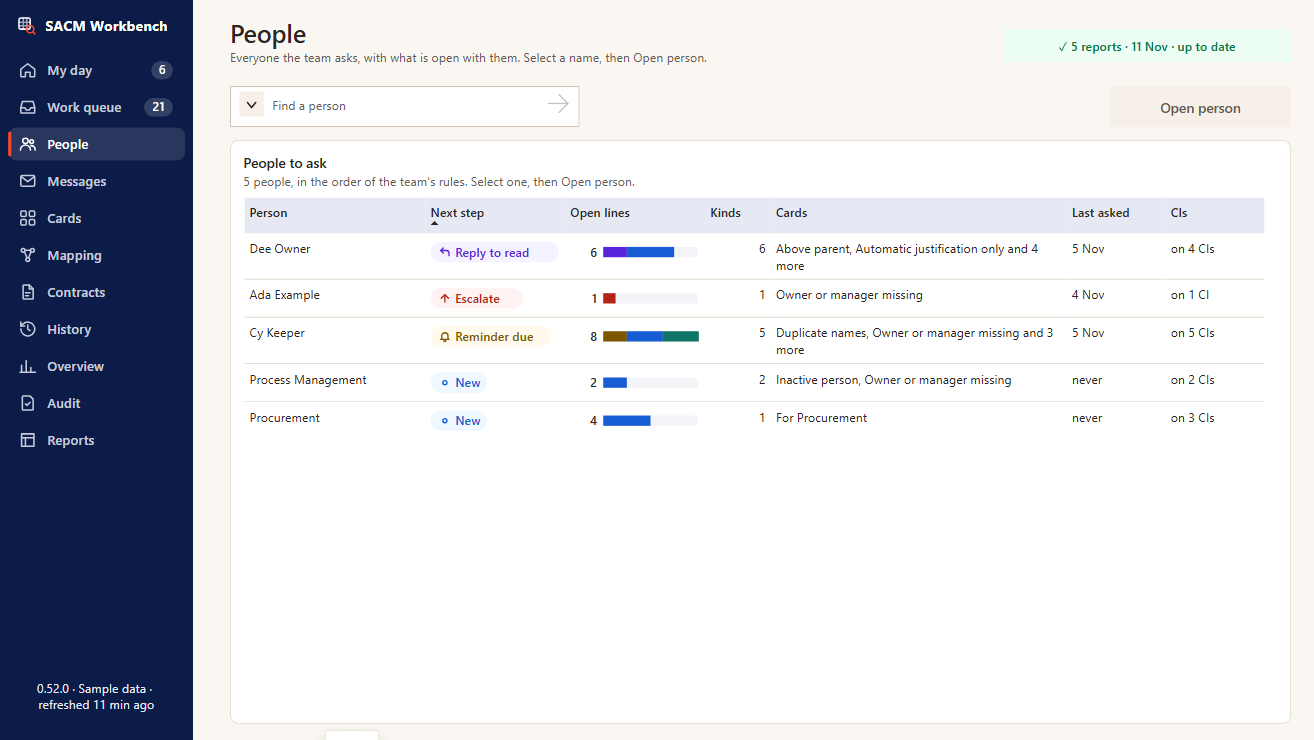 SACM Workbench
My day 6
Work queue 21
People
Messages
Cards
Mapping
Contracts
History
Overview
Audit
Reports
0.52.0 · Sample data ·
refreshed 11 min ago
People
Everyone the team asks, with what is open with them. Select a name, then Open person.
✓ 5 reports · 11 Nov · up to date
Find a person
Open person
People to ask
5 people, in the order of the team's rules. Select one, then Open person.
Person Next step Open lines Kinds Cards Last asked CIs
Dee Owner Reply to read 6 6 Above parent, Automatic justification only and 4 5 Nov on 4 CIs
more
Ada Example Escalate 1 1 Owner or manager missing 4 Nov on 1 CI
Cy Keeper Reminder due 8 5 Duplicate names, Owner or manager missing and 3 5 Nov on 5 CIs
more
Process Management New 2 2 Inactive person, Owner or manager missing never on 2 CIs
Procurement New 4 1 For Procurement never on 3 CIs